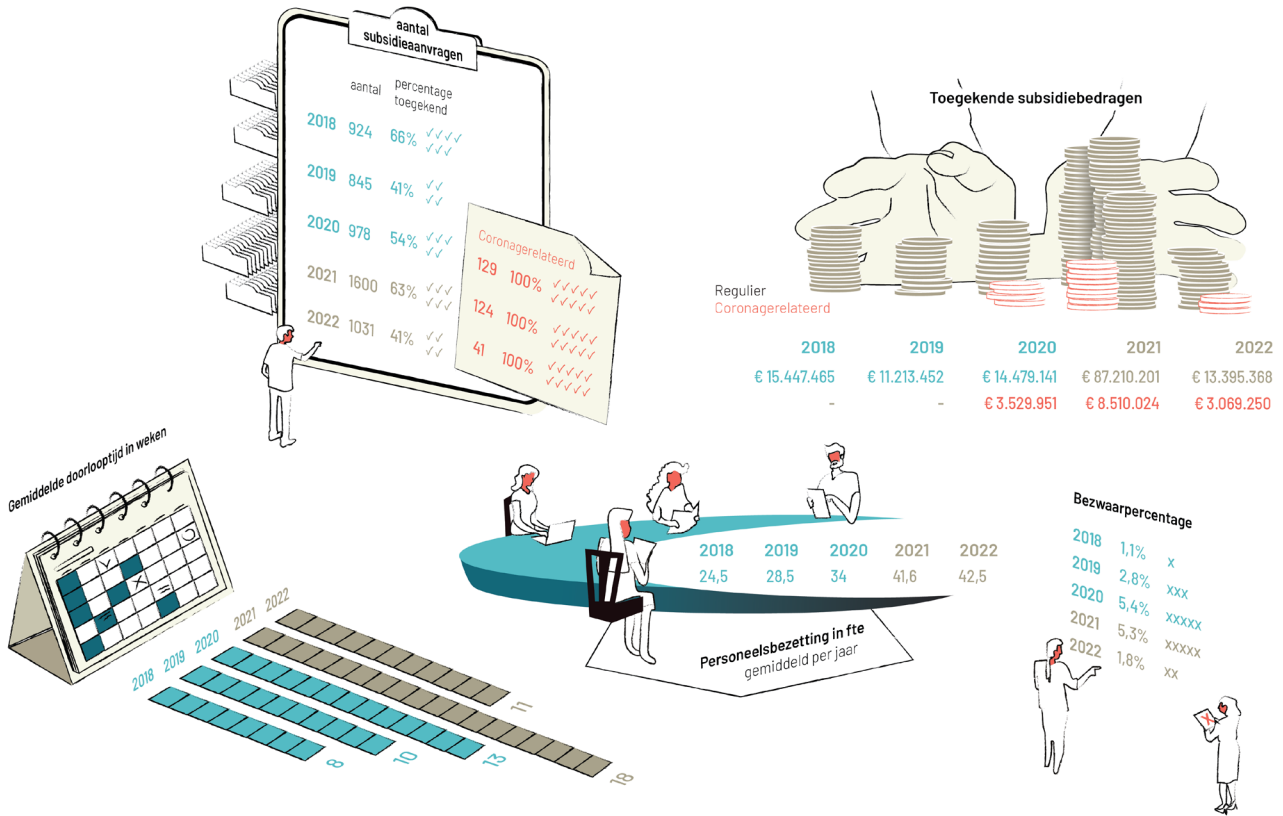 aantal
subsidieaanvragen
aantal percentage
toegekend
2018 924 66%
2019 845 41%
2020 978 54%
2021 1600 63%
2022 1031 41%
Coronagerelateerd
129 100%
124 100%
41 100%
Toegekende subsidiebedragen
Regulier
Coronagerelateerd
2018 2019 2020 2021 2022
€ 15.447.465 € 11.213.452 € 14.479.141 € 87.210.201 € 13.395.368
– – € 3.529.951 € 8.510.024 € 3.069.250
Gemiddelde doorlooptijd in weken
2018 2019 2020 2021 2022
8 10 13 18 11
2018 2019 2020 2021 2022
24,5 28,5 34 41,6 42,5
Personeelsbezetting in fte
gemiddeld per jaar
Bezwaarpercentage
2018 1,1% x
2019 2,8% xxx
2020 5,4% xxxxx
2021 5,3% xxxxx
2022 1,8% xx